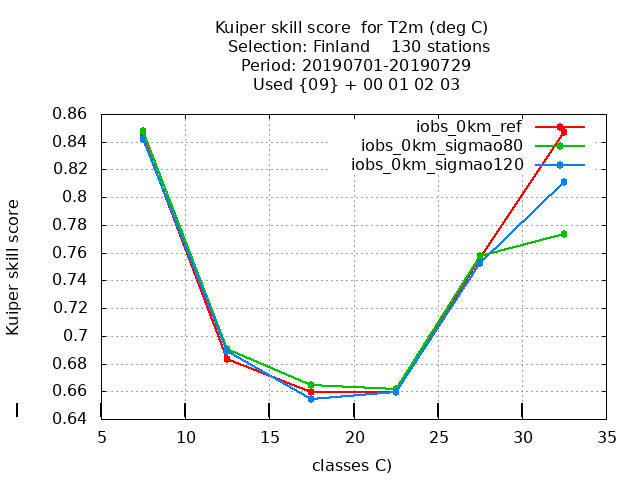 Kuiper skill score  for T2m (deg C)
Selection: Finland    130 stations
Period: 20190701-20190729
Used {09} + 00 01 02 03
Kuiper skill score
0.86
0.84
0.82
0.8
0.78
0.76
0.74
0.72
0.7
0.68
0.66
0.64
iobs_0km_ref
iobs_0km_sigmao80
iobs_0km_sigmao120
5 10 15 20 25 30 35
classes C)